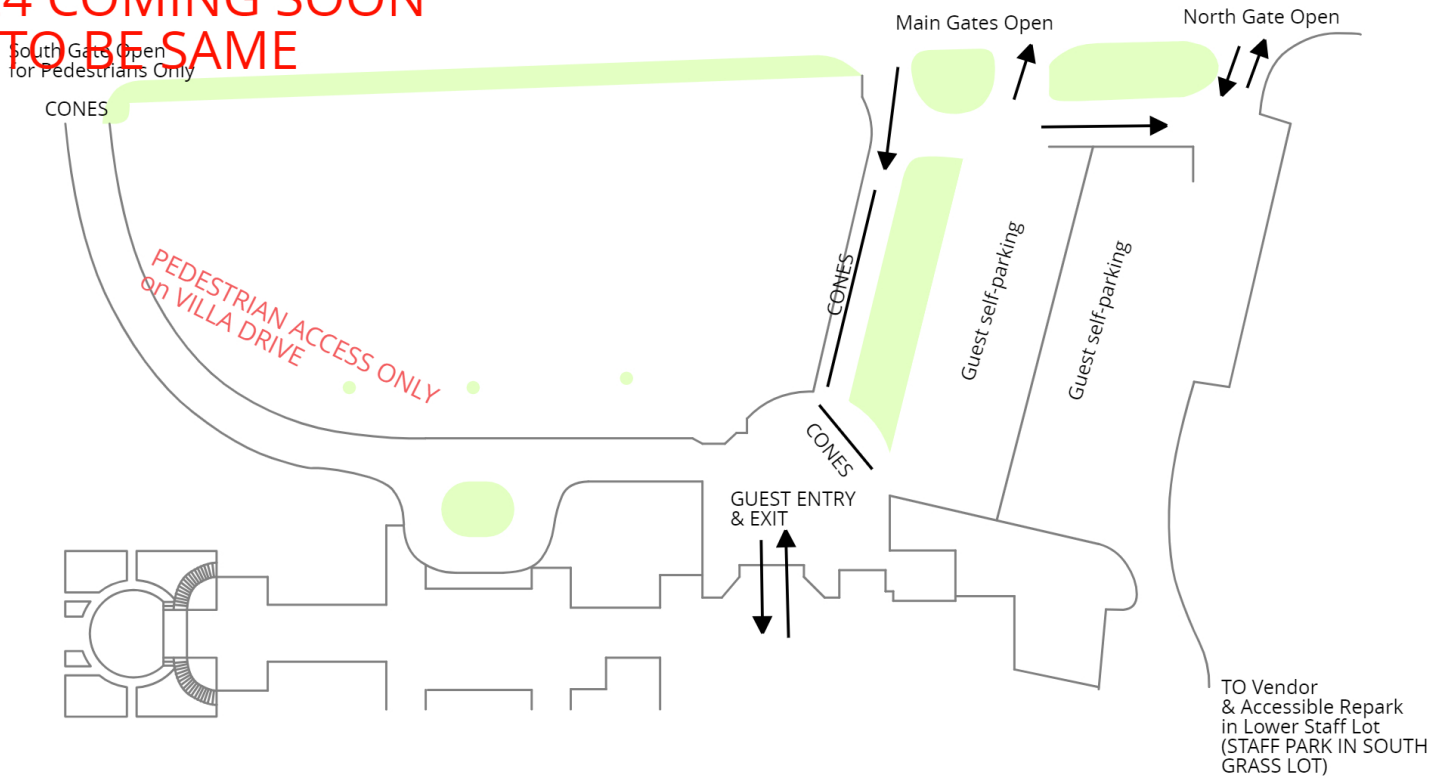 4 COMING SOON
TO BE SAME
South Gate Open
for Pedestrians Only
CONES
Main Gates Open
North Gate Open
PEDESTRIAN ACCESS ONLY
on VILLA DRIVE
CONES
Guest self-parking
Guest self-parking
CONES
GUEST ENTRY
& EXIT
TO Vendor
& Accessible Repark
in Lower Staff Lot
(STAFF PARK IN SOUTH
GRASS LOT)